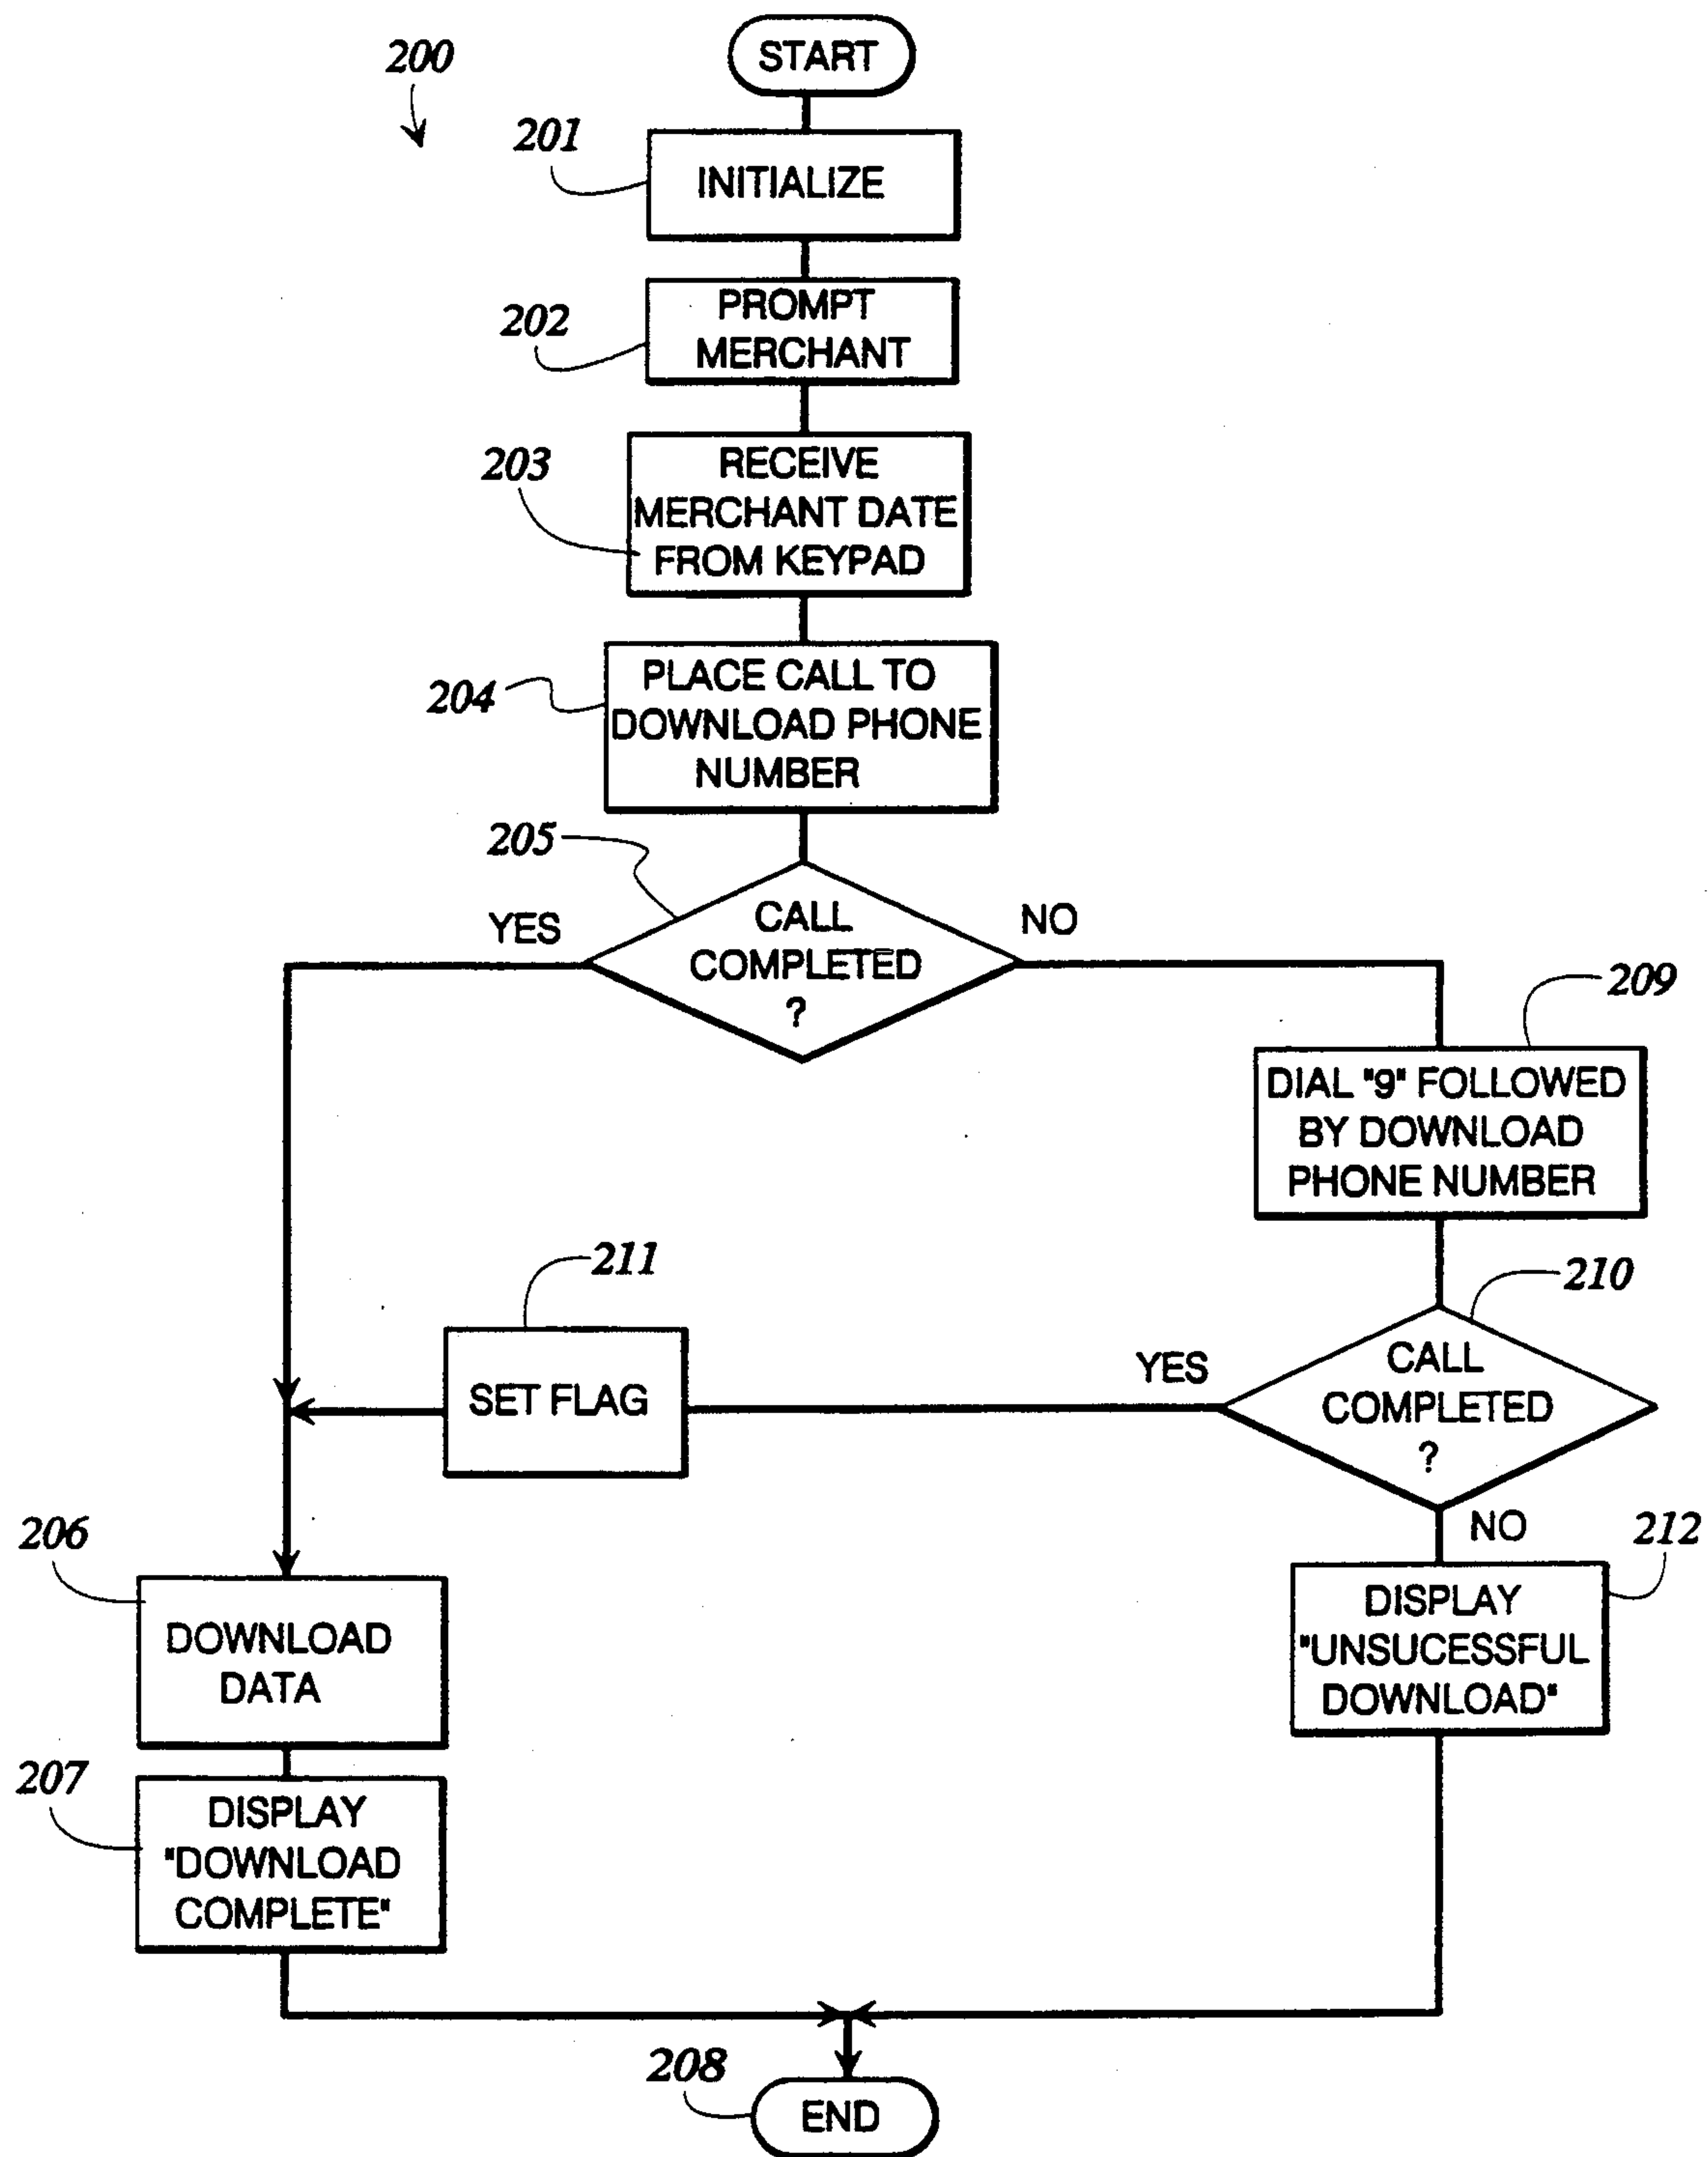 START
200
201
INITIALIZE
202
PROMPT
MERCHANT
203
RECEIVE
MERCHANT DATE
FROM KEYPAD
204
PLACE CALL TO
DOWNLOAD PHONE
NUMBER
205
YES
CALL
COMPLETED
?
NO
209
DIAL "9" FOLLOWED
BY DOWNLOAD
PHONE NUMBER
211
SET FLAG
210
YES
CALL
COMPLETED
?
NO
206
DOWNLOAD
DATA
212
DISPLAY
"UNSUCESSFUL
DOWNLOAD"
207
DISPLAY
"DOWNLOAD
COMPLETE"
208
END